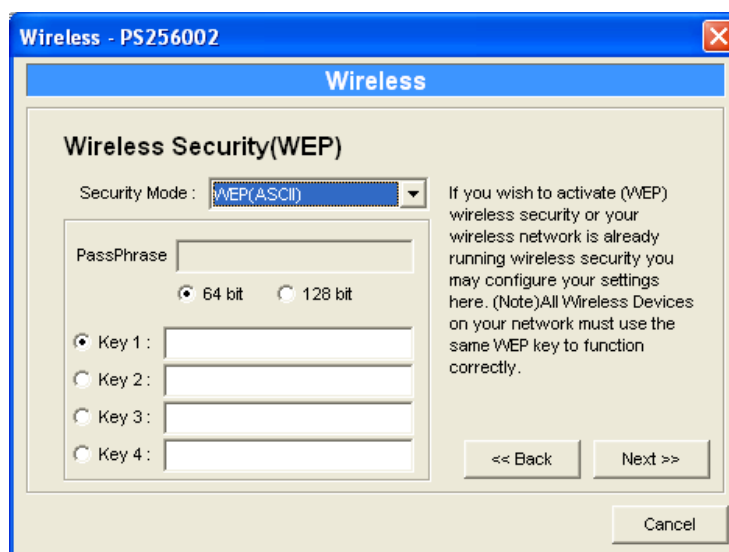 Wireless - PS256002
Wireless
Wireless Security(WEP)
Security Mode : WEP(ASCII)
PassPhrase
64 bit 128 bit
Key 1 :
Key 2 :
Key 3 :
Key 4 :
If you wish to activate (WEP)
wireless security or your
wireless network is already
running wireless security you
may configure your settings
here. (Note)All Wireless Devices
on your network must use the
same WEP key to function
correctly.
<< Back Next >>
Cancel